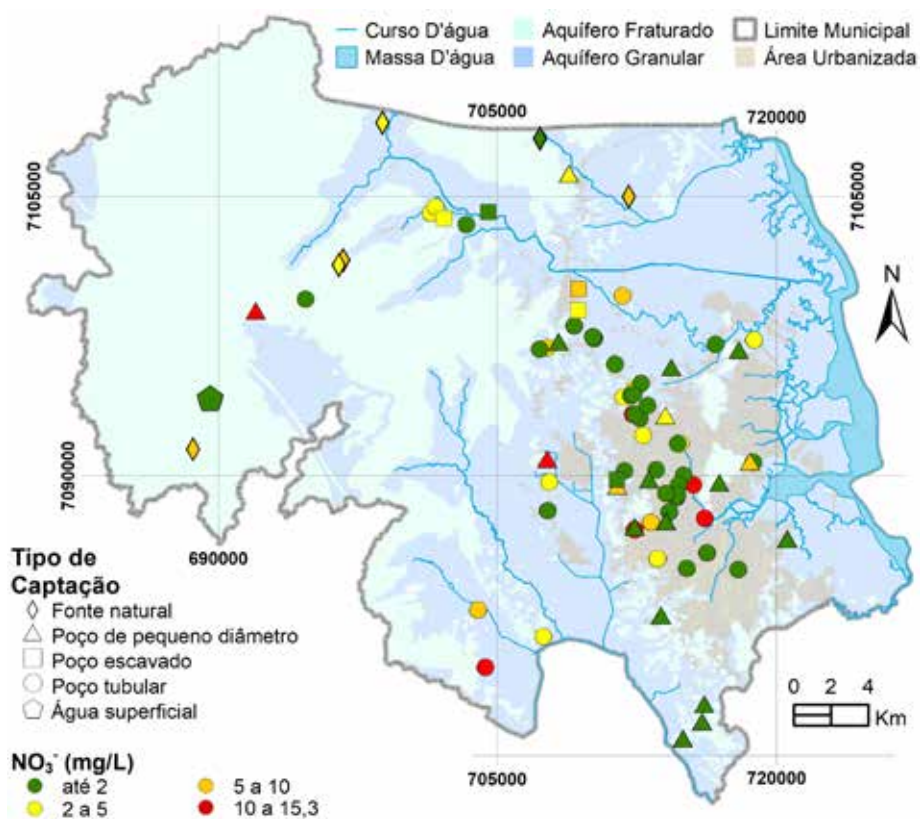 Curso D'água
Massa D'água
Aquífero Fraturado
Aquífero Granular
Limite Municipal
Área Urbanizada
705000
720000
7105000
7105000
N
7090000
7090000
690000
Tipo de
Captação
Fonte natural
Poço de pequeno diâmetro
Poço escavado
Poço tubular
Água superficial
0 2 4
Km
NO₃⁻ (mg/L)
até 2
2 a 5
5 a 10
10 a 15,3
705000
720000